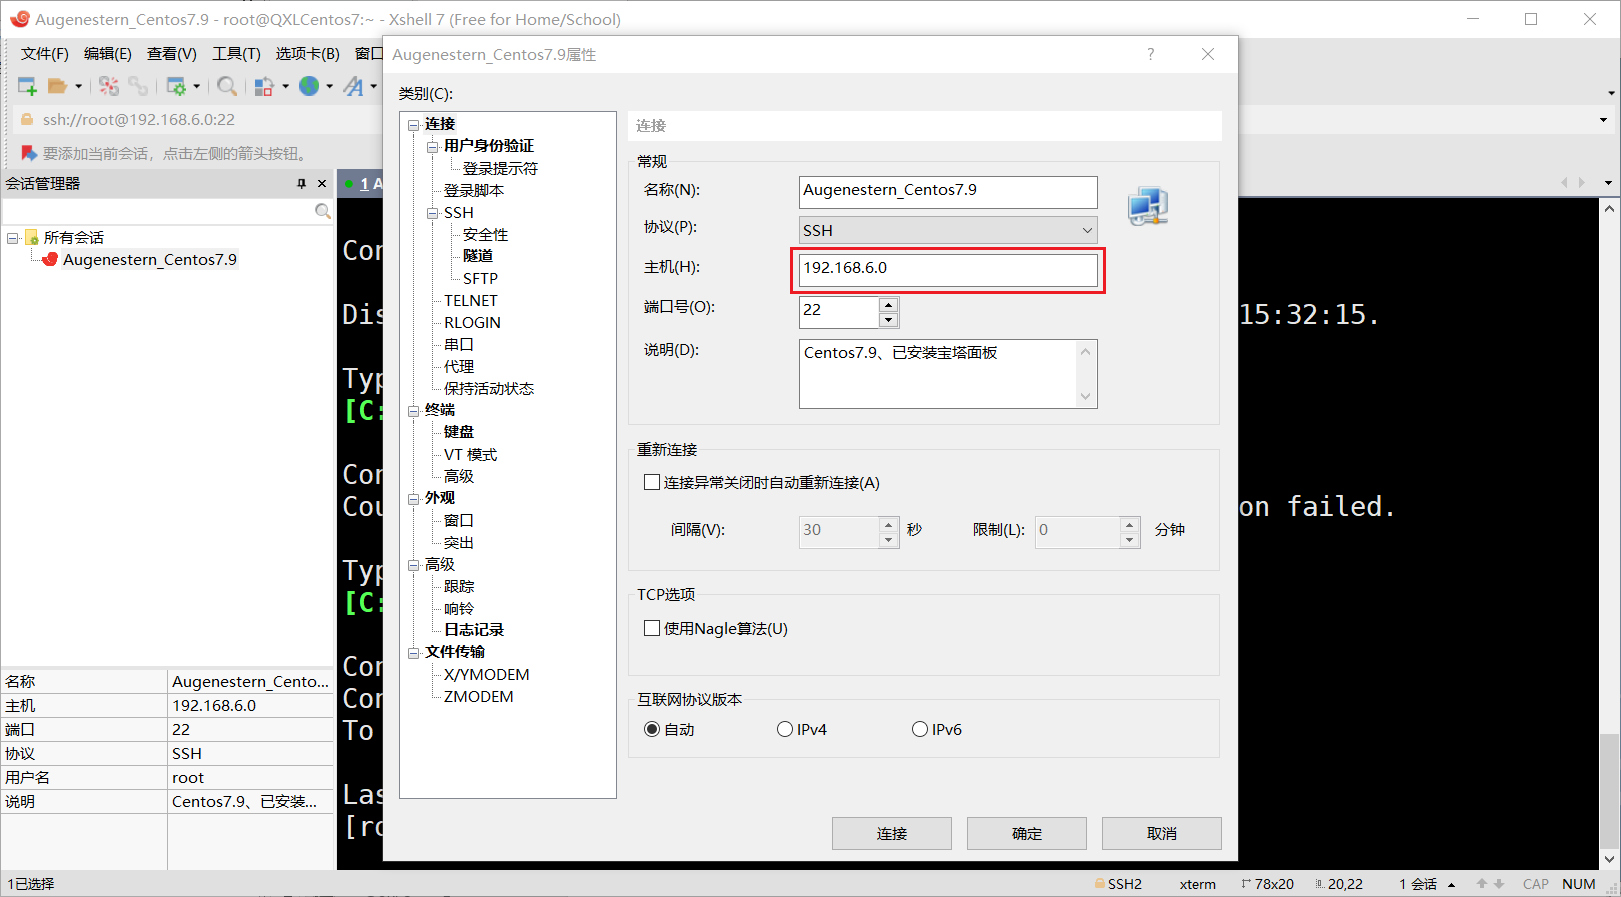 Augenestern_Centos7.9 - root@QXLCentos7:~ - Xshell 7 (Free for Home/School)
文件(F) 编辑(E) 查看(V) 工具(T) 选项卡(B) 窗口
ssh://root@192.168.6.0:22
要添加当前会话，点击左侧的箭头按钮。
会话管理器
1 A
所有会话
Augenestern_Centos7.9
名称 Augenestern_Cento...
主机 192.168.6.0
端口 22
协议 SSH
用户名 root
说明 Centos7.9、已安装...
Con
Dis
15:32:15.
Typ
[C:
Con
Cou
on failed.
Typ
[C:
Con
Con
To
Las
[ro
Augenestern_Centos7.9属性
?
类别(C):
连接
用户身份验证
登录提示符
登录脚本
SSH
安全性
隧道
SFTP
TELNET
RLOGIN
串口
代理
保持活动状态
终端
键盘
VT 模式
高级
外观
窗口
突出
高级
跟踪
响铃
日志记录
文件传输
X/YMODEM
ZMODEM
连接
常规
名称(N): Augenestern_Centos7.9
协议(P): SSH
主机(H): 192.168.6.0
端口号(O): 22
说明(D): Centos7.9、已安装宝塔面板
重新连接
连接异常关闭时自动重新连接(A)
间隔(V): 30 秒 限制(L): 0 分钟
TCP选项
使用Nagle算法(U)
互联网协议版本
自动 IPv4 IPv6
连接 确定 取消
1已选择 SSH2 xterm 78x20 20,22 1 会话 CAP NUM